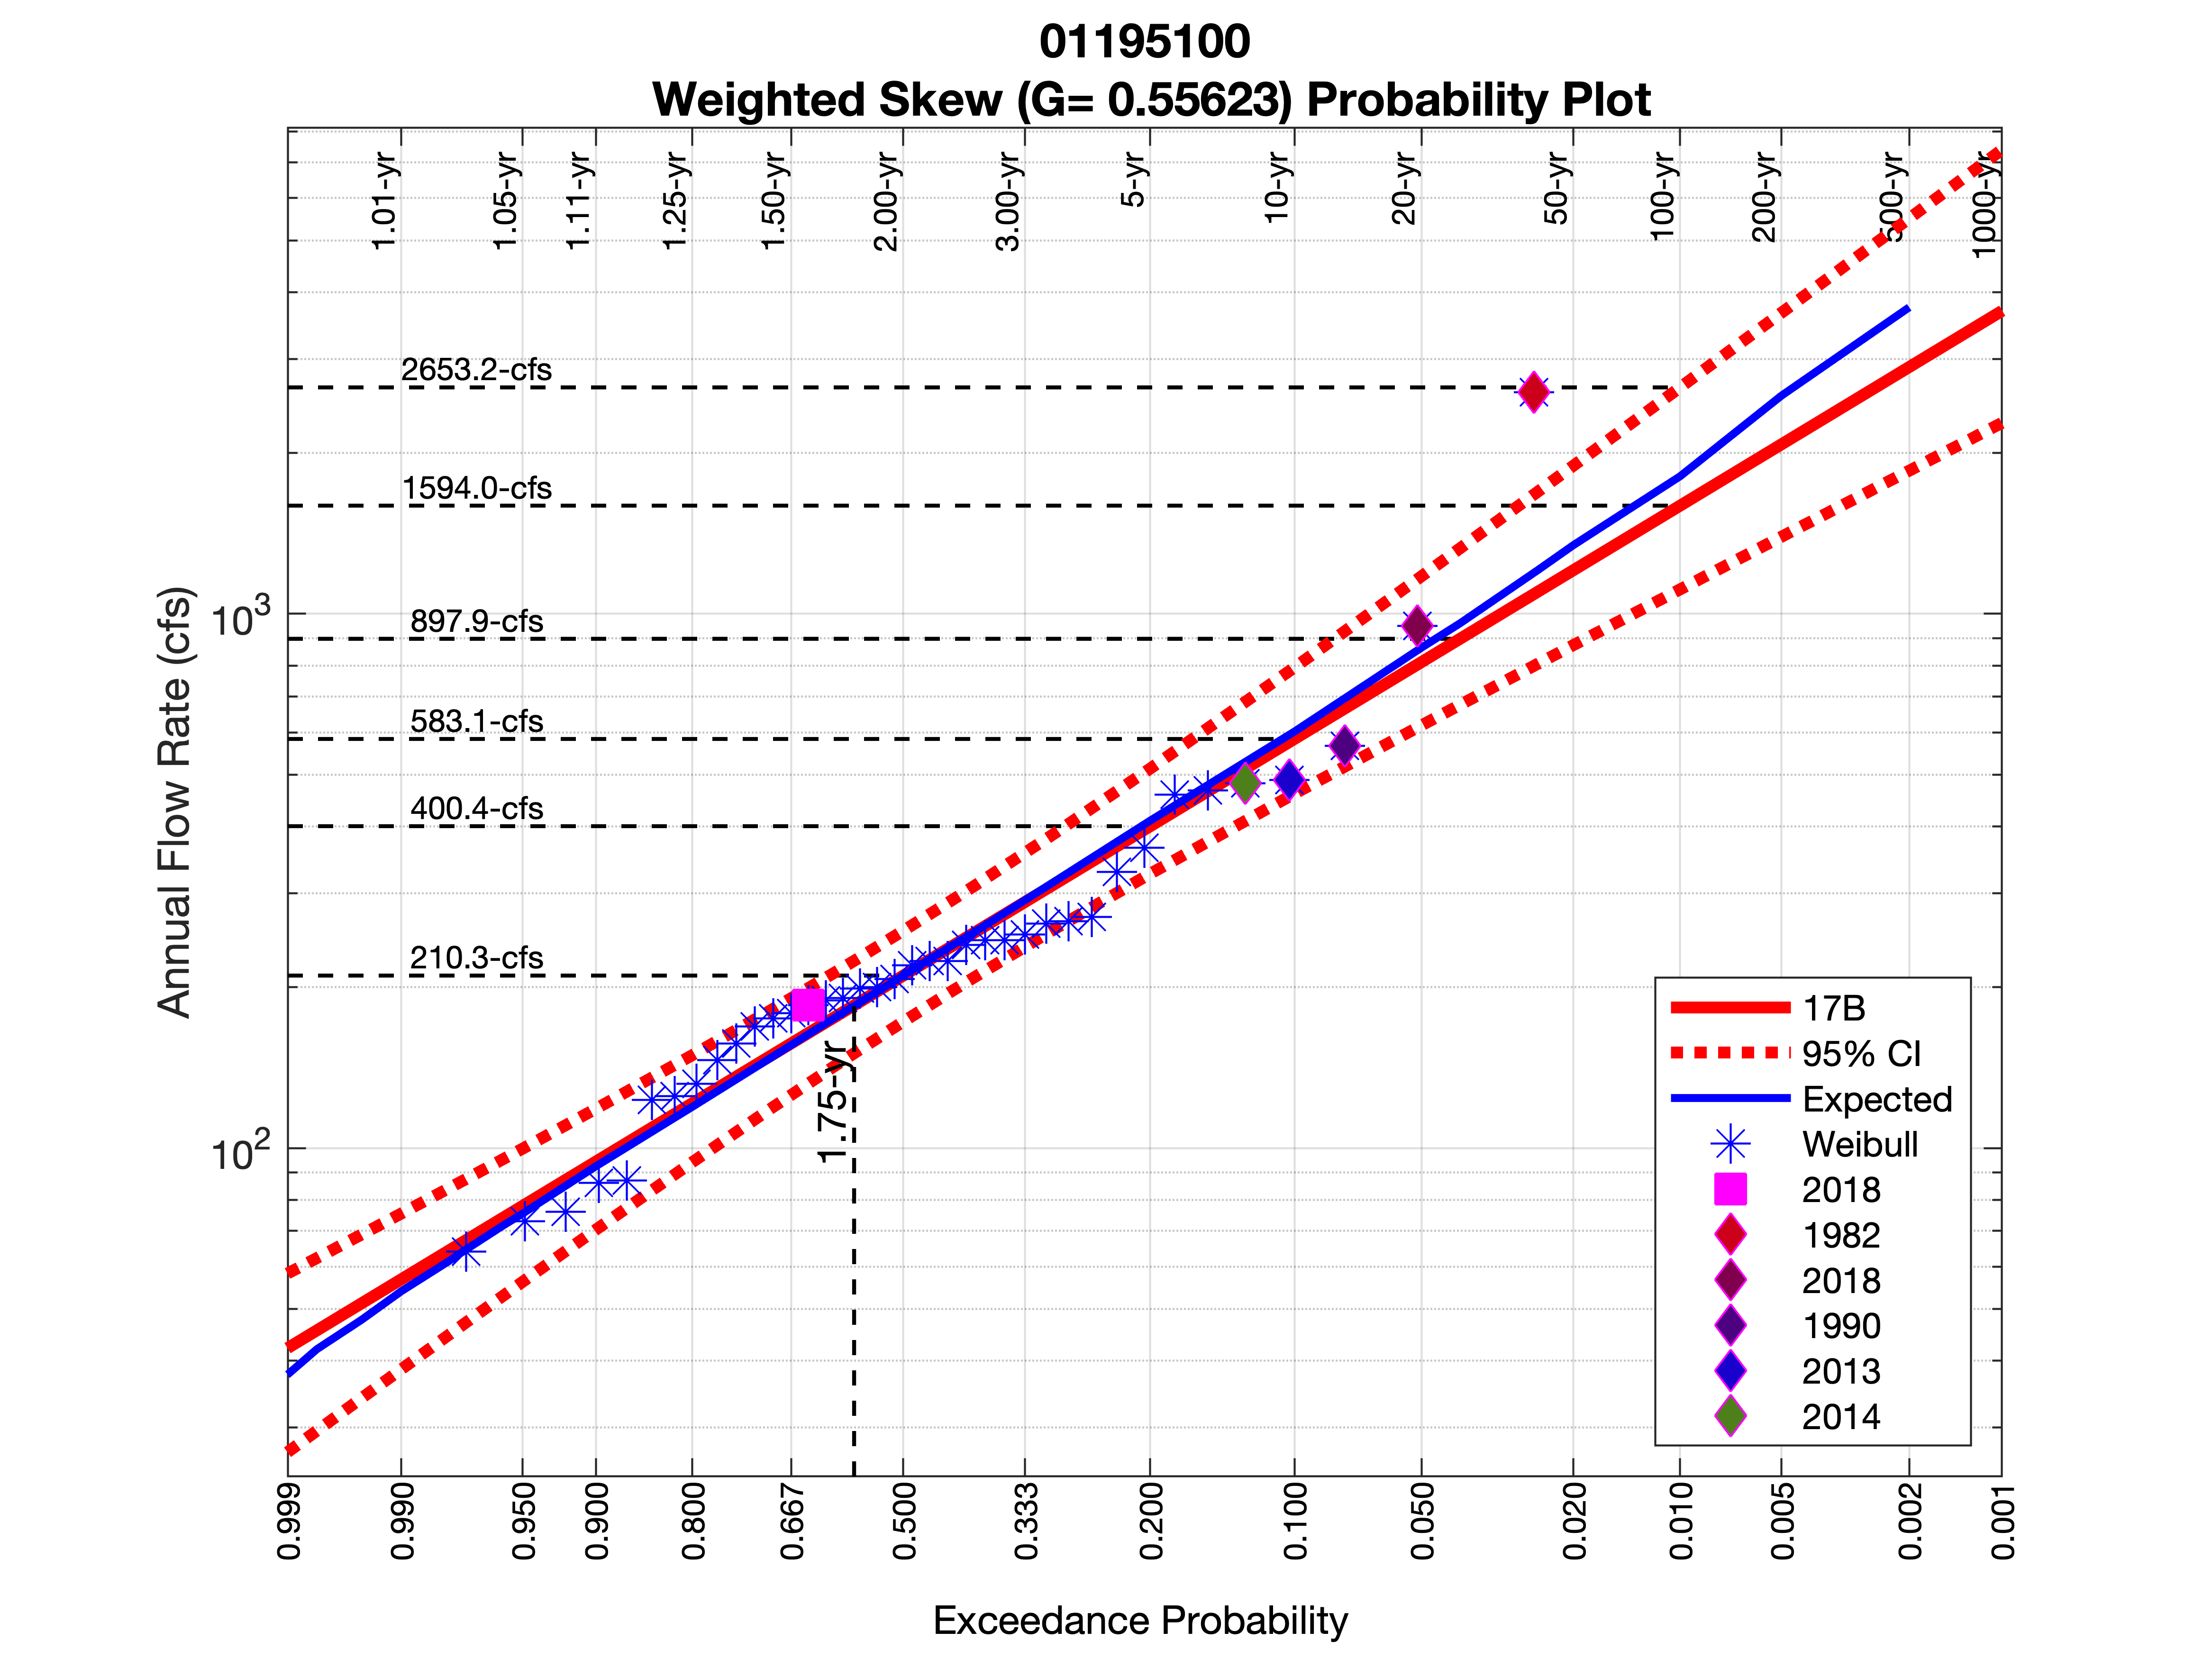 01195100
Weighted Skew (G= 0.55623) Probability Plot
1.01-yr
1.05-yr
1.11-yr
1.25-yr
1.50-yr
2.00-yr
3.00-yr
5-yr
10-yr
20-yr
50-yr
100-yr
200-yr
500-yr
1000-yr
2653.2-cfs
1594.0-cfs
897.9-cfs
583.1-cfs
400.4-cfs
210.3-cfs
1.75-yr
Annual Flow Rate (cfs)
10³
10²
17B
95% CI
Expected
Weibull
2018
1982
2018
1990
2013
2014
0.999
0.990
0.950
0.900
0.800
0.667
0.500
0.333
0.200
0.100
0.050
0.020
0.010
0.005
0.002
0.001
Exceedance Probability